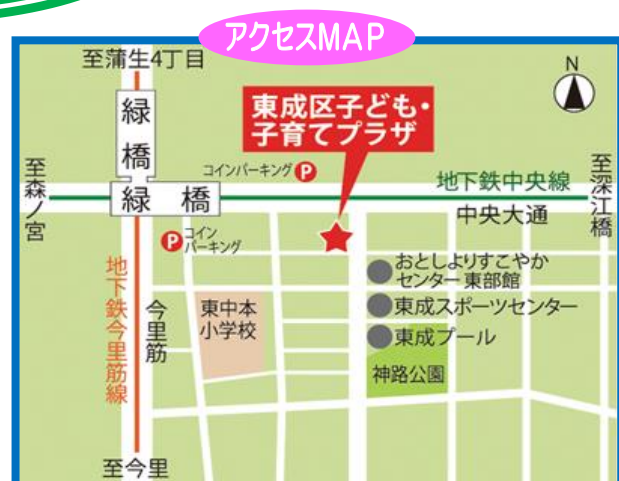 アクセスMAP
至蒲生4丁目
N
緑橋
東成区子ども・
子育てプラザ
コインパーキング P
至森ノ宮
緑橋
地下鉄中央線
至深江橋
中央大通
P コイン
パーキング
おとしよりすこやか
センター東部館
地下鉄今里筋線
今里筋
東中本
小学校
東成スポーツセンター
東成プール
神路公園
至今里